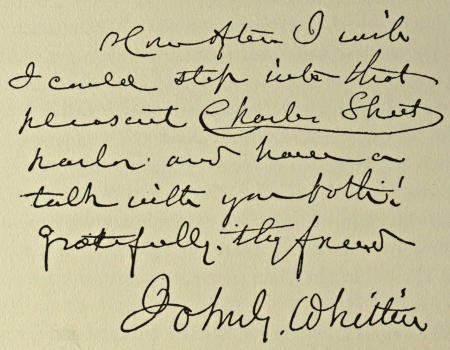 How often I wish
I could step into that
pleasant Charles Street
parlor and have a
talk with you both!
gratefully thy friend
John G. Whittier